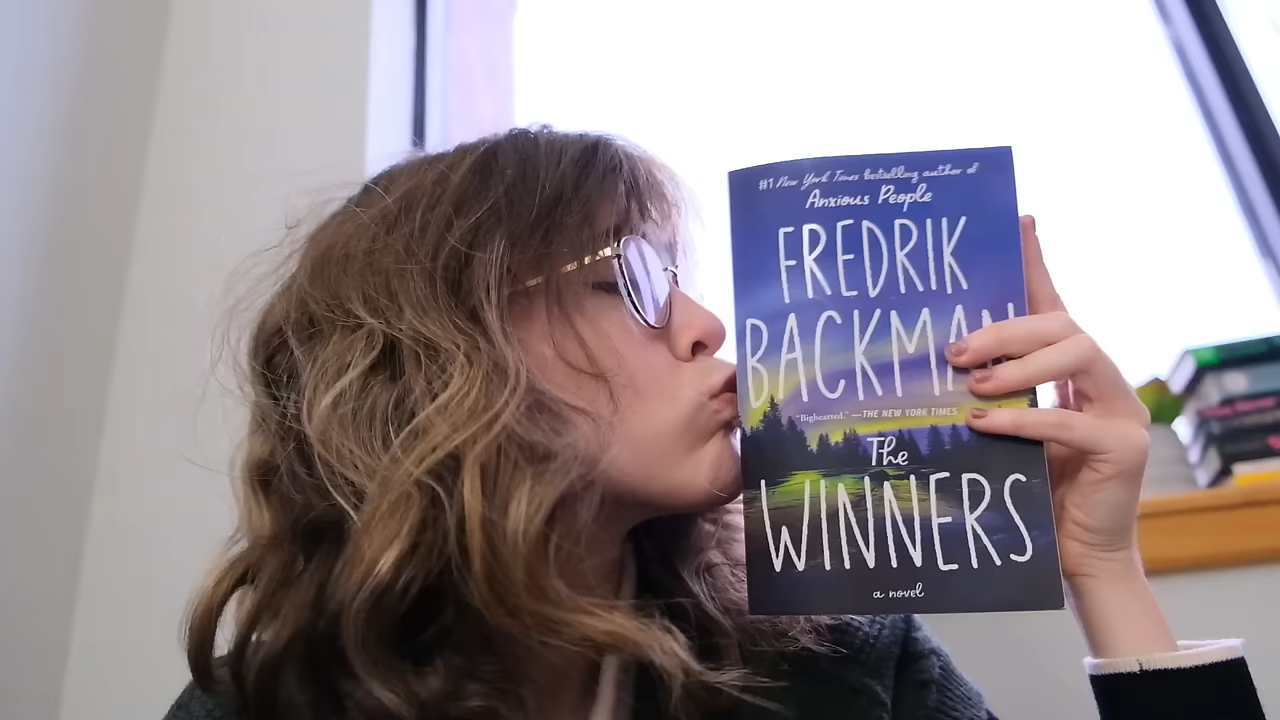 #1 New York Times bestselling author of
Anxious People
FREDRIK
BACKMAN
"Bighearted." —THE NEW YORK TIMES
The
WINNERS
a novel